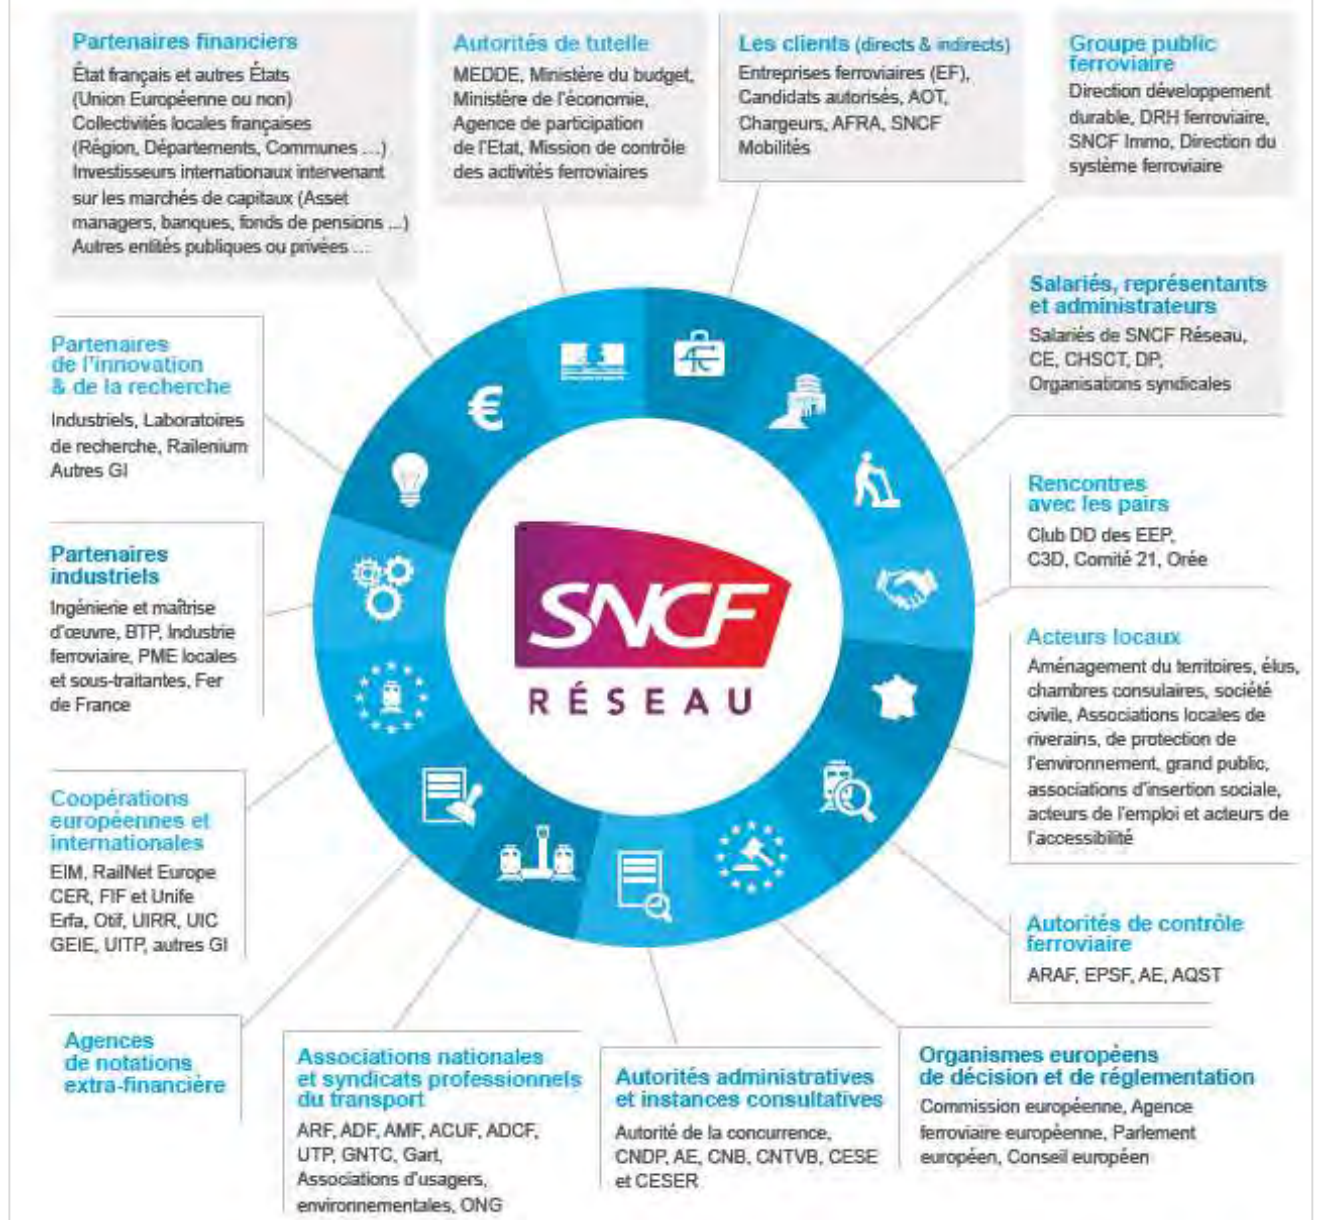 Partenaires financiers
État français et autres États
(Union Européenne ou non)
Collectivités locales françaises
(Région, Départements, Communes ...)
Investisseurs internationaux intervenant
sur les marchés de capitaux (Asset
managers, banques, fonds de pensions ...)
Autres entités publiques ou privées ...
Autorités de tutelle
MEDDE, Ministère du budget,
Ministère de l'économie,
Agence de participation
de l'Etat, Mission de contrôle
des activités ferroviaires
Les clients (directs & indirects)
Entreprises ferroviaires (EF),
Candidats autorisés, AOT,
Chargeurs, AFRA, SNCF
Mobilités
Groupe public
ferroviaire
Direction développement
durable, DRH ferroviaire,
SNCF Immo, Direction du
système ferroviaire
Salariés, représentants
et administrateurs
Salariés de SNCF Réseau,
CE, CHSCT, DP,
Organisations syndicales
Rencontres
avec les pairs
Club DD des EEP,
C3D, Comité 21, Orée
Acteurs locaux
Aménagement du territoires, élus,
chambres consulaires, société
civile, Associations locales de
riverains, de protection de
l'environnement, grand public,
associations d'insertion sociale,
acteurs de l'emploi et acteurs de
l'accessibilité
Autorités de contrôle
ferroviaire
ARAF, EPSF, AE, AQST
Organismes européens
de décision et de réglementation
Commission européenne, Agence
ferroviaire européenne, Parlement
européen, Conseil européen
Autorités administratives
et instances consultatives
Autorité de la concurrence,
CNDP, AE, CNB, CNTVB, CESE
et CESER
Associations nationales
et syndicats professionnels
du transport
ARF, ADF, AMF, ACUF, ADCF,
UTP, GNTC, Gart,
Associations d'usagers,
environnementales, ONG
Agences
de notations
extra-financière
Coopérations
européennes et
internationales
EIM, RailNet Europe
CER, FIF et Unife
Erfa, Otif, UIRR, UIC
GEIE, UITP, autres GI
Partenaires
industriels
Ingénierie et maîtrise
d'œuvre, BTP, Industrie
ferroviaire, PME locales
et sous-traitantes, Fer
de France
Partenaires
de l'innovation
& de la recherche
Industriels, Laboratoires
de recherche, Railenium
Autres GI
€
SNCF
RÉSEAU